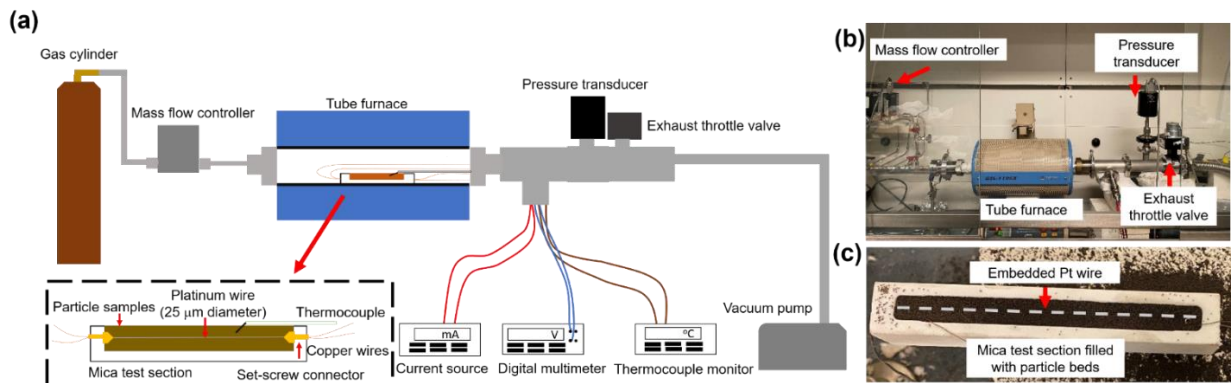 (a)
Gas cylinder
Mass flow controller
Tube furnace
Pressure transducer
Exhaust throttle valve
Particle samples
Platinum wire
(25 μm diameter)
Thermocouple
Copper wires
Mica test section
Set-screw connector
mA
Current source
V
Digital multimeter
°C
Thermocouple monitor
Vacuum pump
(b)
Mass flow controller
Pressure
transducer
Tube furnace
Exhaust
throttle valve
(c)
Embedded Pt wire
Mica test section filled
with particle beds